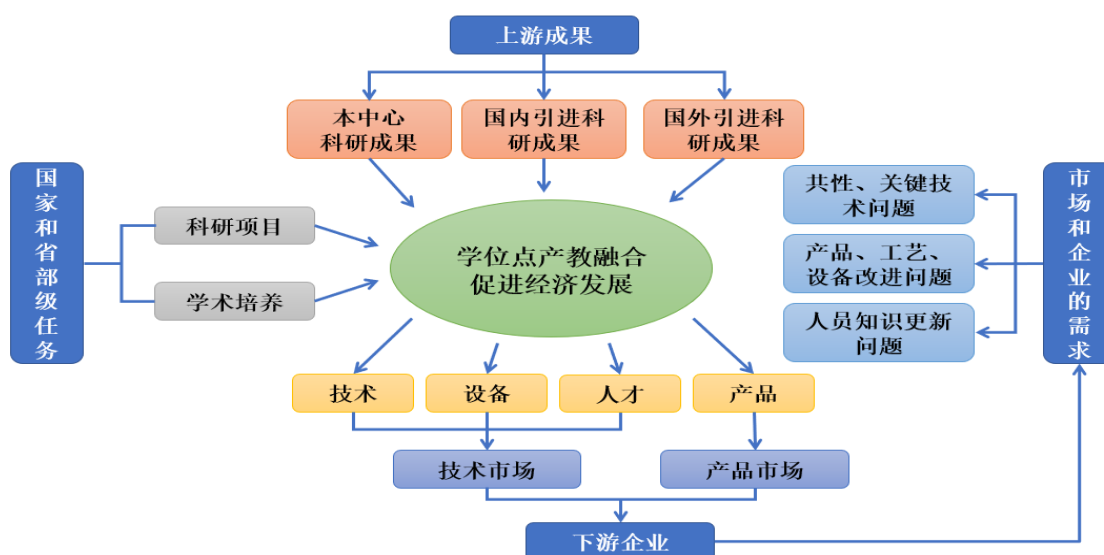 上游成果
本中心
科研成果
国内引进科
研成果
国外引进科
研成果
国家和省部级任务
科研项目
学术培养
学位点产教融合
促进经济发展
共性、关键技
术问题
产品、工艺、
设备改进问题
人员知识更新
问题
市场和企业的需求
技术
设备
人才
产品
技术市场
产品市场
下游企业